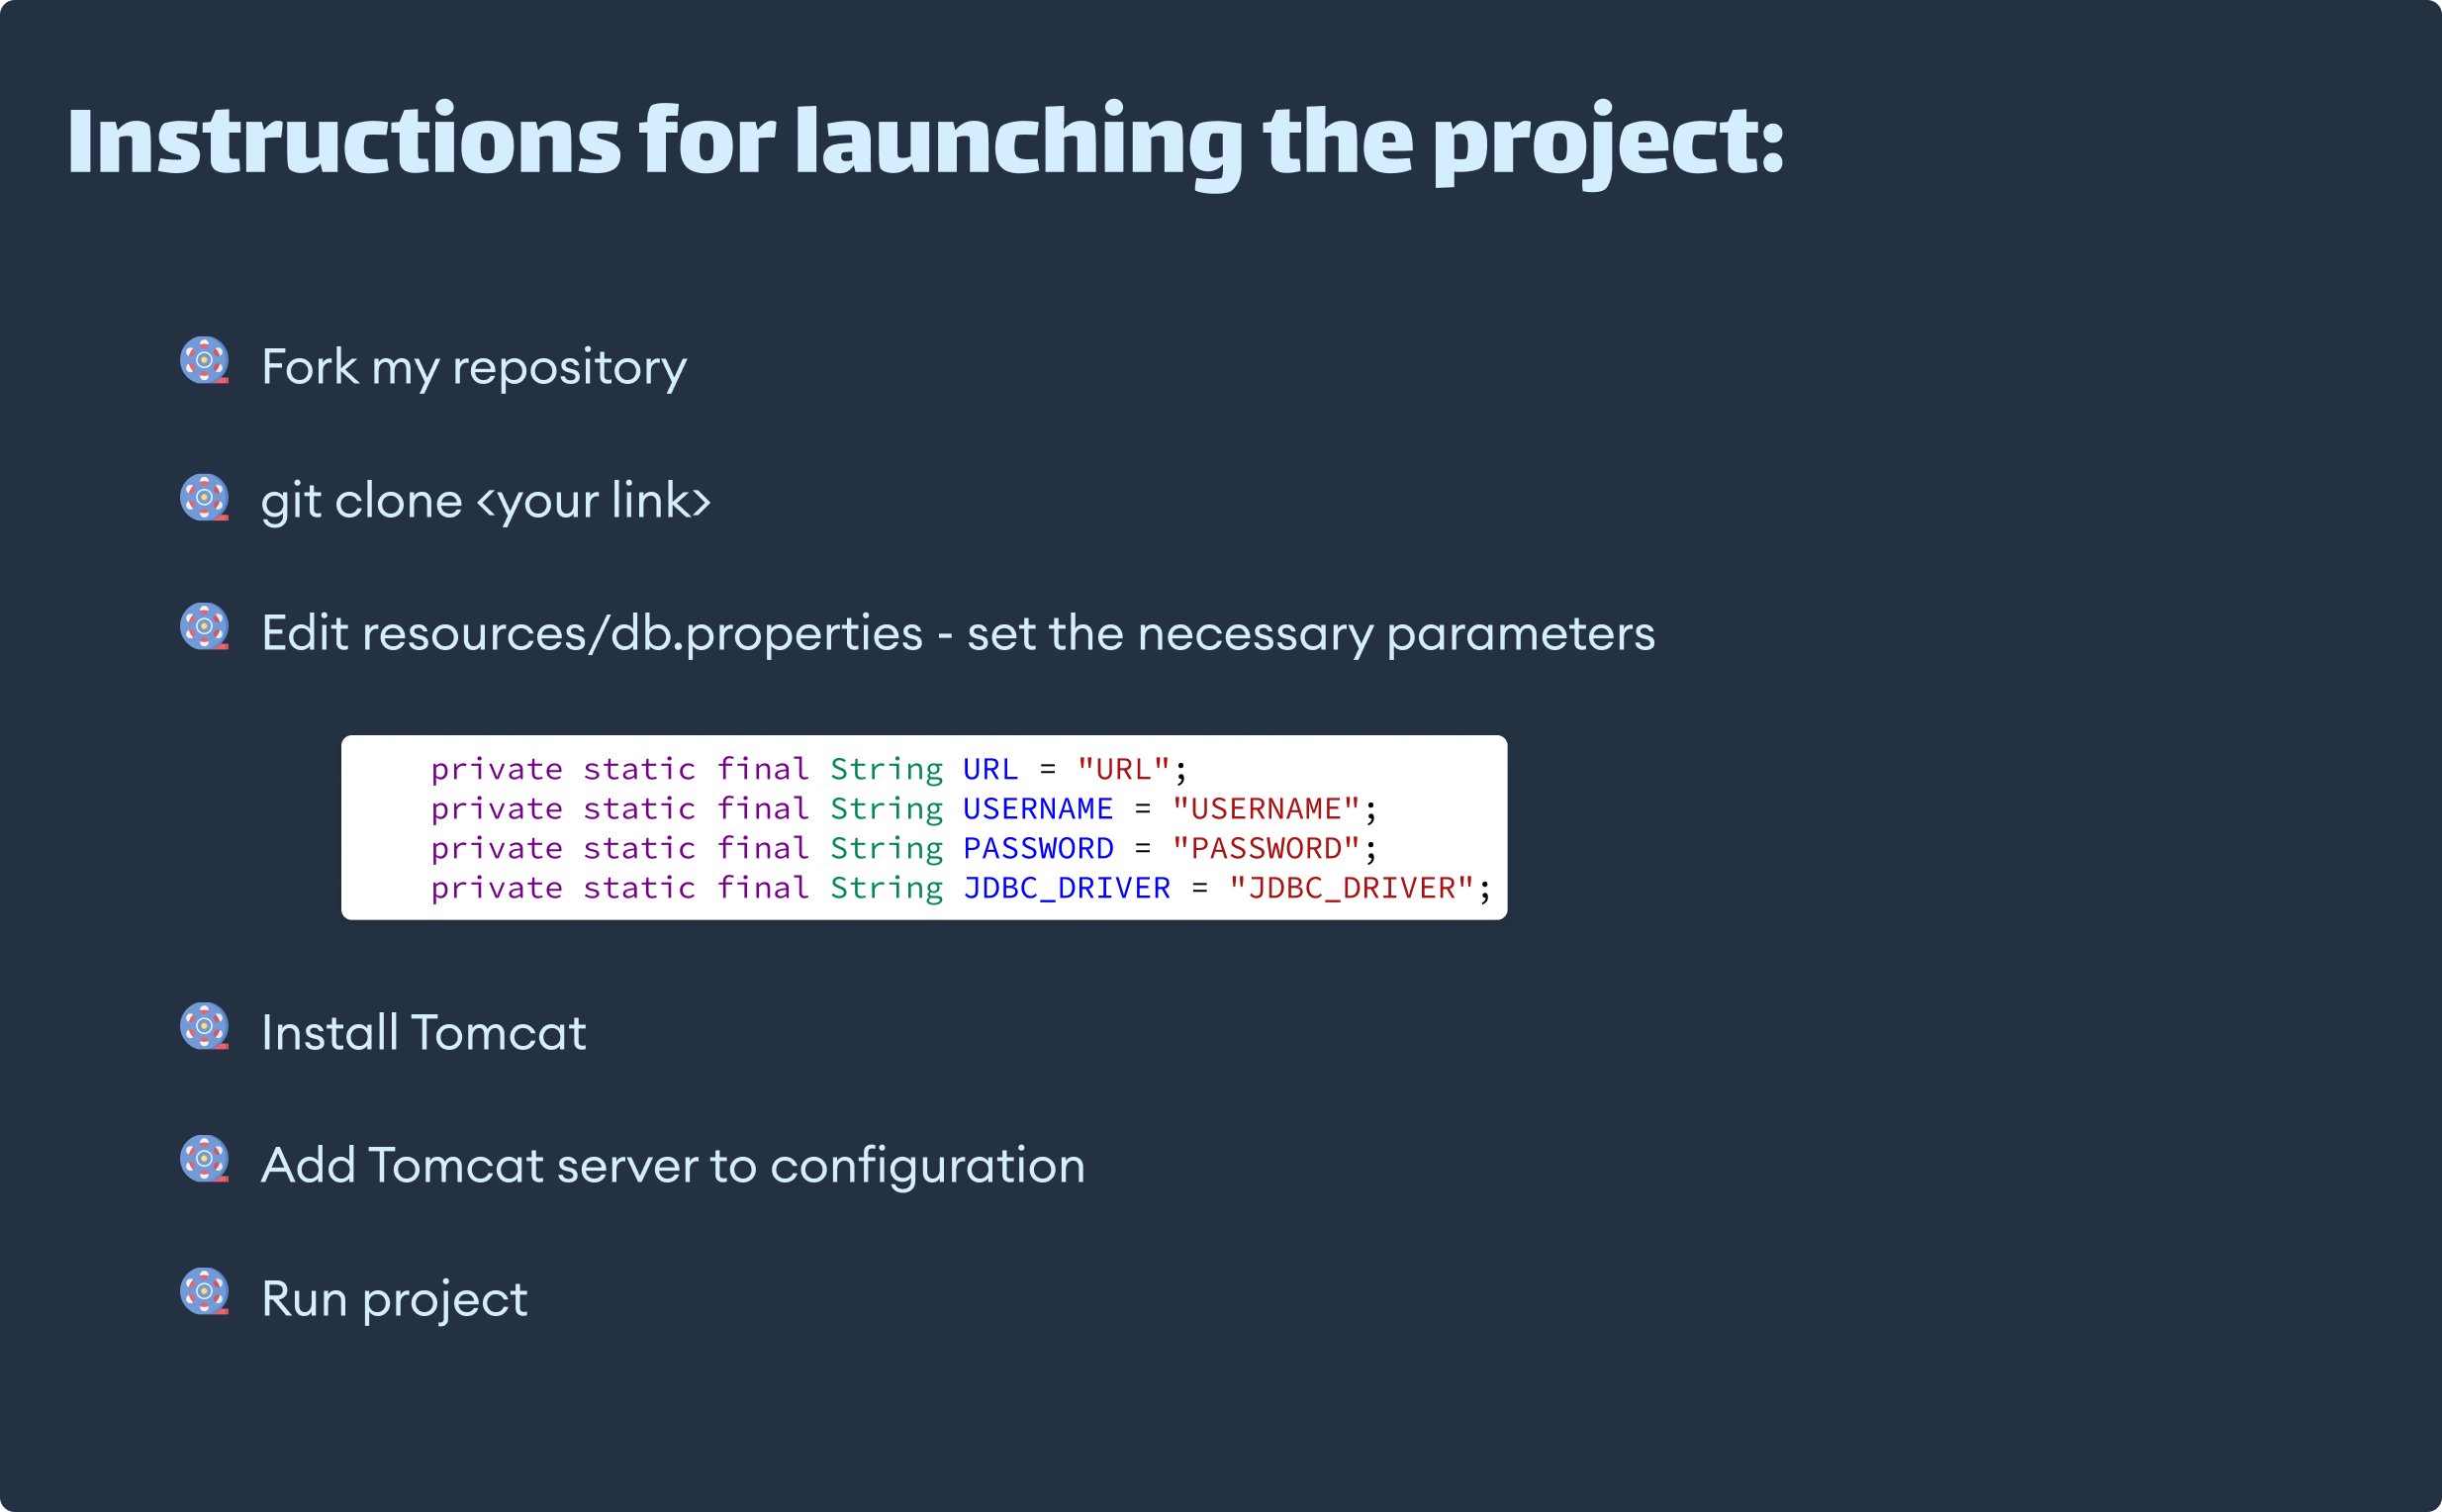 Instructions for launching the project:
Fork my repository
git clone <your link>
Edit resources/db.properties - set the necessary parameters
private static final String URL = "URL";
private static final String USERNAME = "USERNAME";
private static final String PASSWORD = "PASSWORD";
private static final String JDBC_DRIVER = "JDBC_DRIVER";
Install Tomcat
Add Tomcat server to configuration
Run project